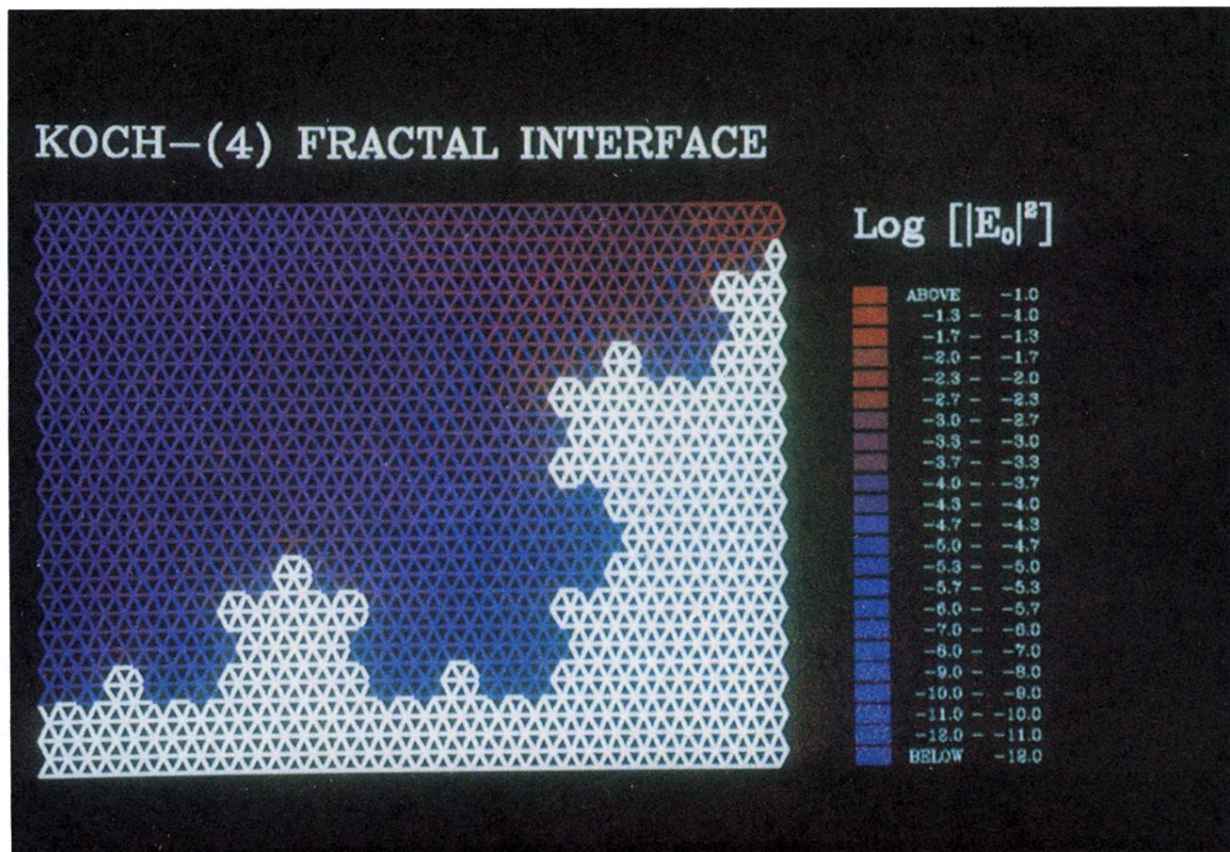 KOCH-(4) FRACTAL INTERFACE
Log [|E₀|²]
ABOVE -1.0
-1.3 - -1.0
-1.7 - -1.3
-2.0 - -1.7
-2.3 - -2.0
-2.7 - -2.3
-3.0 - -2.7
-3.3 - -3.0
-3.7 - -3.3
-4.0 - -3.7
-4.3 - -4.0
-4.7 - -4.3
-5.0 - -4.7
-5.3 - -5.0
-5.7 - -5.3
-6.0 - -5.7
-7.0 - -6.0
-8.0 - -7.0
-9.0 - -8.0
-10.0 - -9.0
-11.0 - -10.0
-12.0 - -11.0
BELOW -12.0